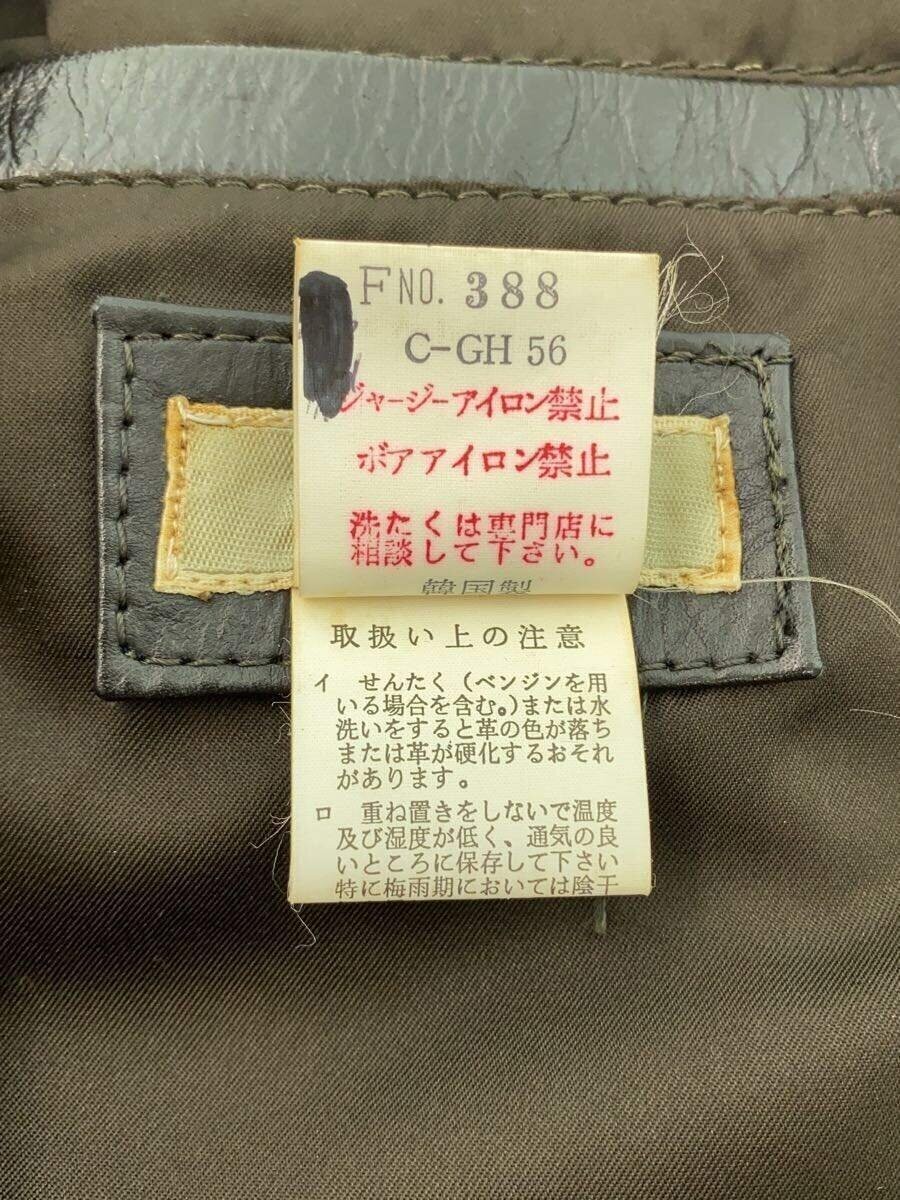 FNO. 388
C-GH 56
ジャージーアイロン禁止
ボアアイロン禁止
洗たくは専門店に
相談して下さい。
韓国製
取扱い上の注意
イ せんたく（ベンジンを用
いる場合を含む。）または水
洗いをすると革の色が落ち
または革が硬化するおそれ
があります。
ロ 重ね置きをしないで温度
及び湿度が低く、通気の良
いところに保存して下さい
特に梅雨期においては陰干